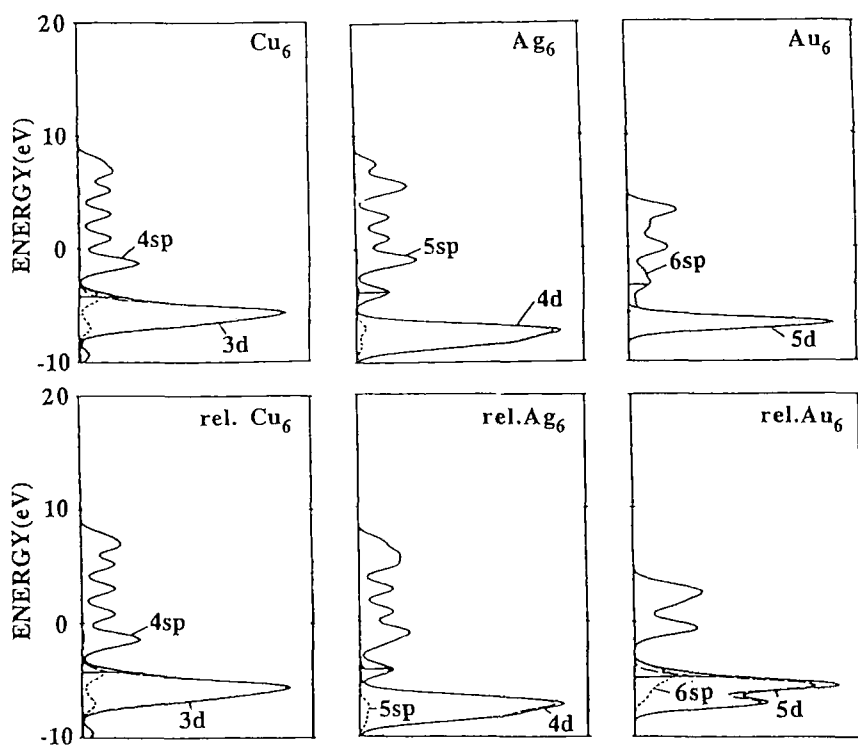 20
10
0
-10
ENERGY(eV)
Cu6
4sp
3d
Ag6
5sp
4d
Au6
6sp
5d
20
10
0
-10
ENERGY(eV)
rel. Cu6
4sp
3d
rel.Ag6
5sp
4d
rel.Au6
6sp
5d